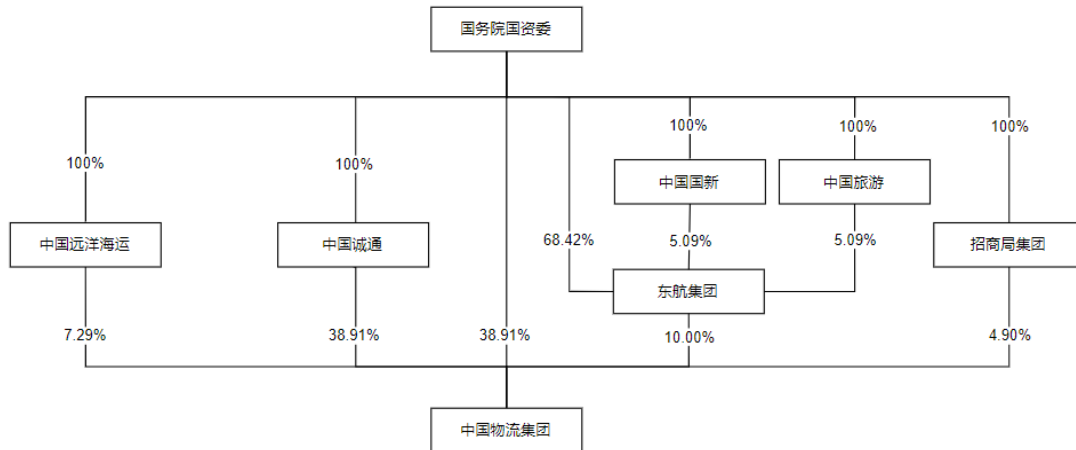 国务院国资委
100%
100%
100%
100%
100%
中国国新
中国旅游
中国远洋海运
中国诚通
68.42%
5.09%
5.09%
招商局集团
东航集团
7.29%
38.91%
38.91%
10.00%
4.90%
中国物流集团